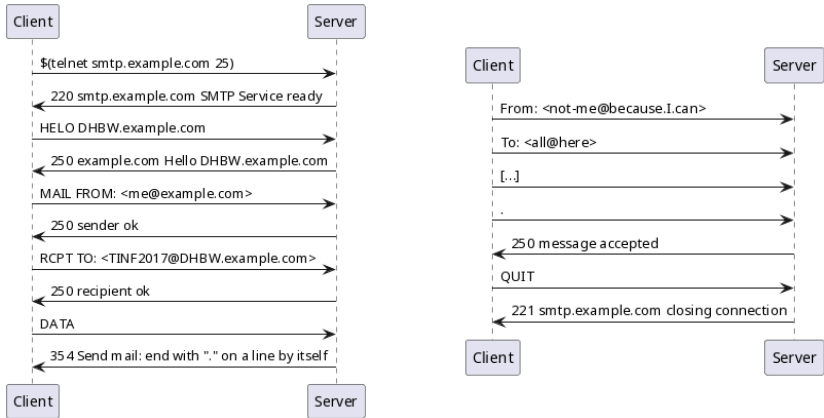 Client Server
$(telnet smtp.example.com 25)
220 smtp.example.com SMTP Service ready
HELO DHBW.example.com
250 example.com Hello DHBW.example.com
MAIL FROM: <me@example.com>
250 sender ok
RCPT TO: <TINF2017@DHBW.example.com>
250 recipient ok
DATA
354 Send mail: end with "." on a line by itself
Client Server
Client Server
From: <not-me@because.I.can>
To: <all@here>
[...]
.
250 message accepted
QUIT
221 smtp.example.com closing connection
Client Server